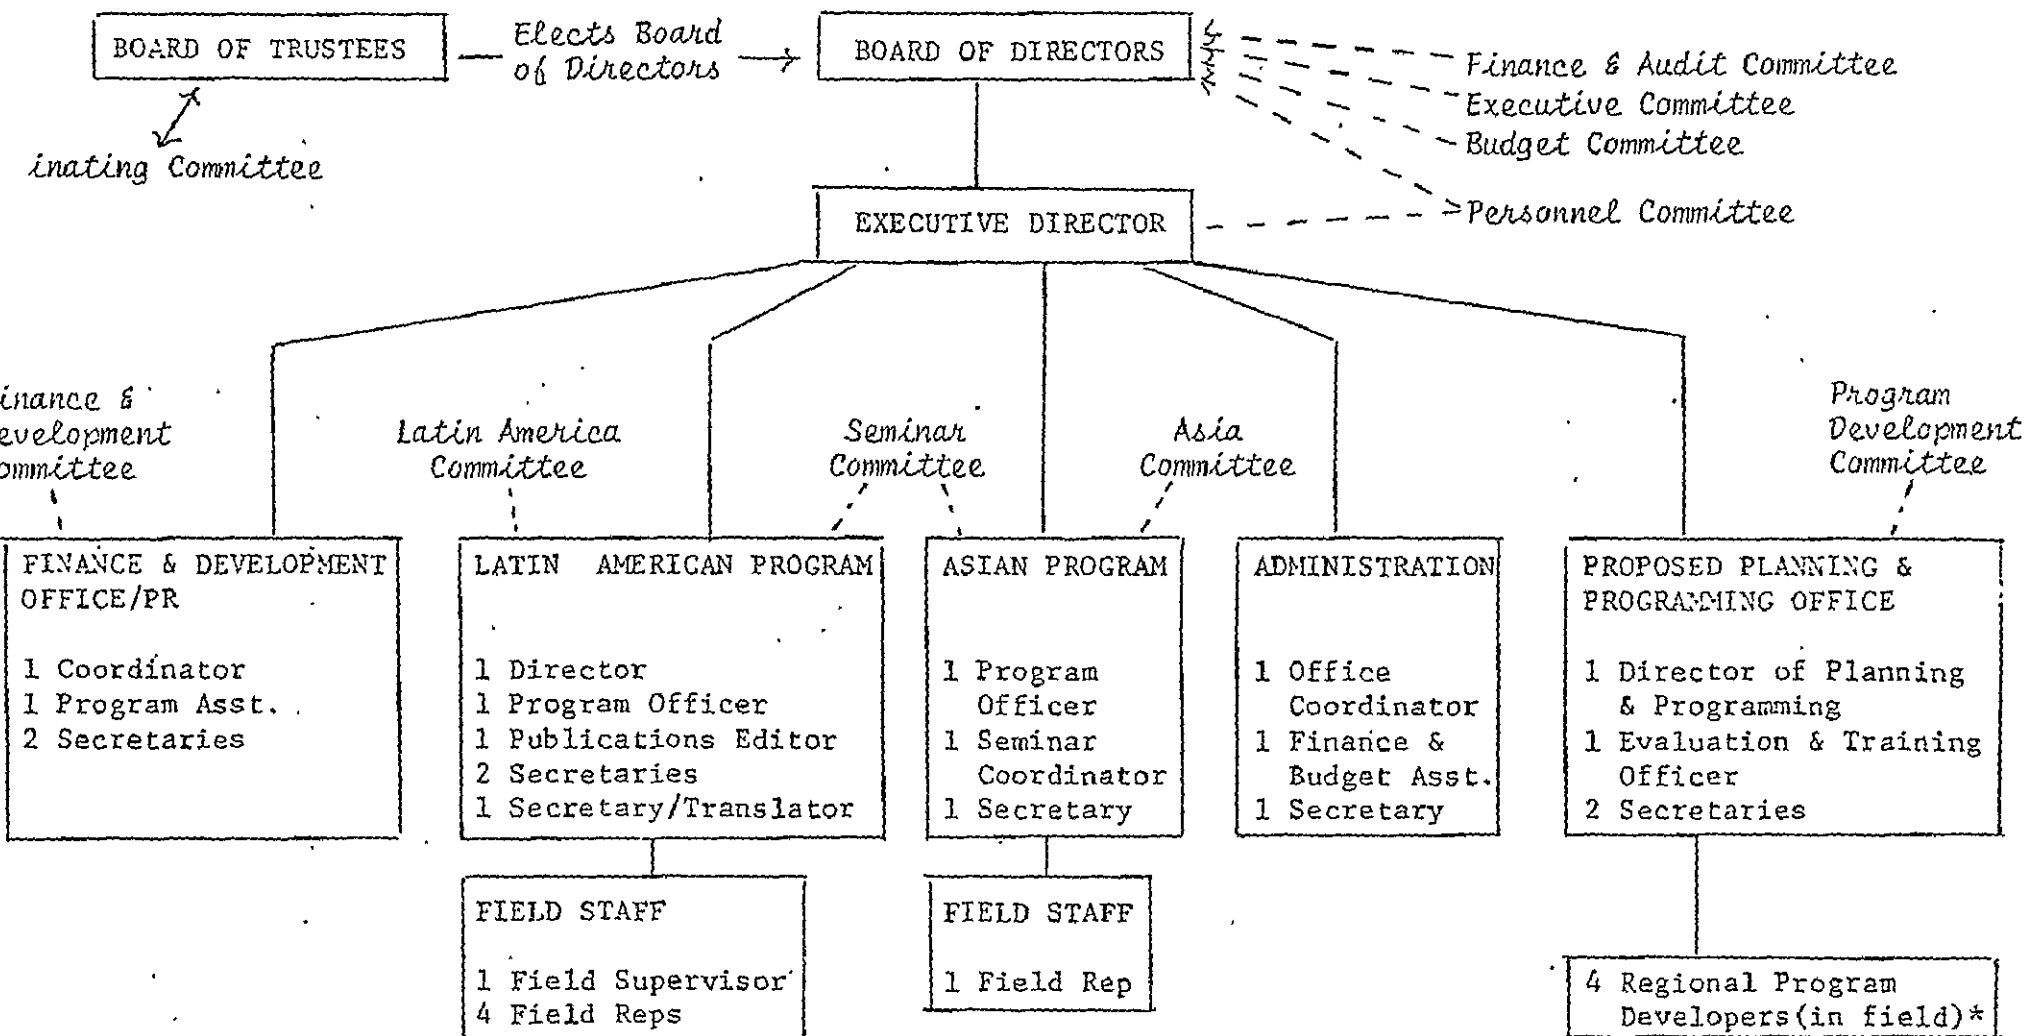 BOARD OF TRUSTEES
Elects Board
of Directors
BOARD OF DIRECTORS
Finance & Audit Committee
Executive Committee
Budget Committee
Personnel Committee
inating Committee
EXECUTIVE DIRECTOR
inance &
evelopment
ommittee
Latin America
Committee
Seminar
Committee
Asia
Committee
Program
Development
Committee
FINANCE & DEVELOPMENT
OFFICE/PR
1 Coordinator
1 Program Asst.
2 Secretaries
LATIN AMERICAN PROGRAM
1 Director
1 Program Officer
1 Publications Editor
2 Secretaries
1 Secretary/Translator
ASIAN PROGRAM
1 Program
Officer
1 Seminar
Coordinator
1 Secretary
ADMINISTRATION
1 Office
Coordinator
1 Finance &
Budget Asst.
1 Secretary
PROPOSED PLANNING &
PROGRAMMING OFFICE
1 Director of Planning
& Programming
1 Evaluation & Training
Officer
2 Secretaries
FIELD STAFF
1 Field Supervisor
4 Field Reps
FIELD STAFF
1 Field Rep
4 Regional Program
Developers(in field)*